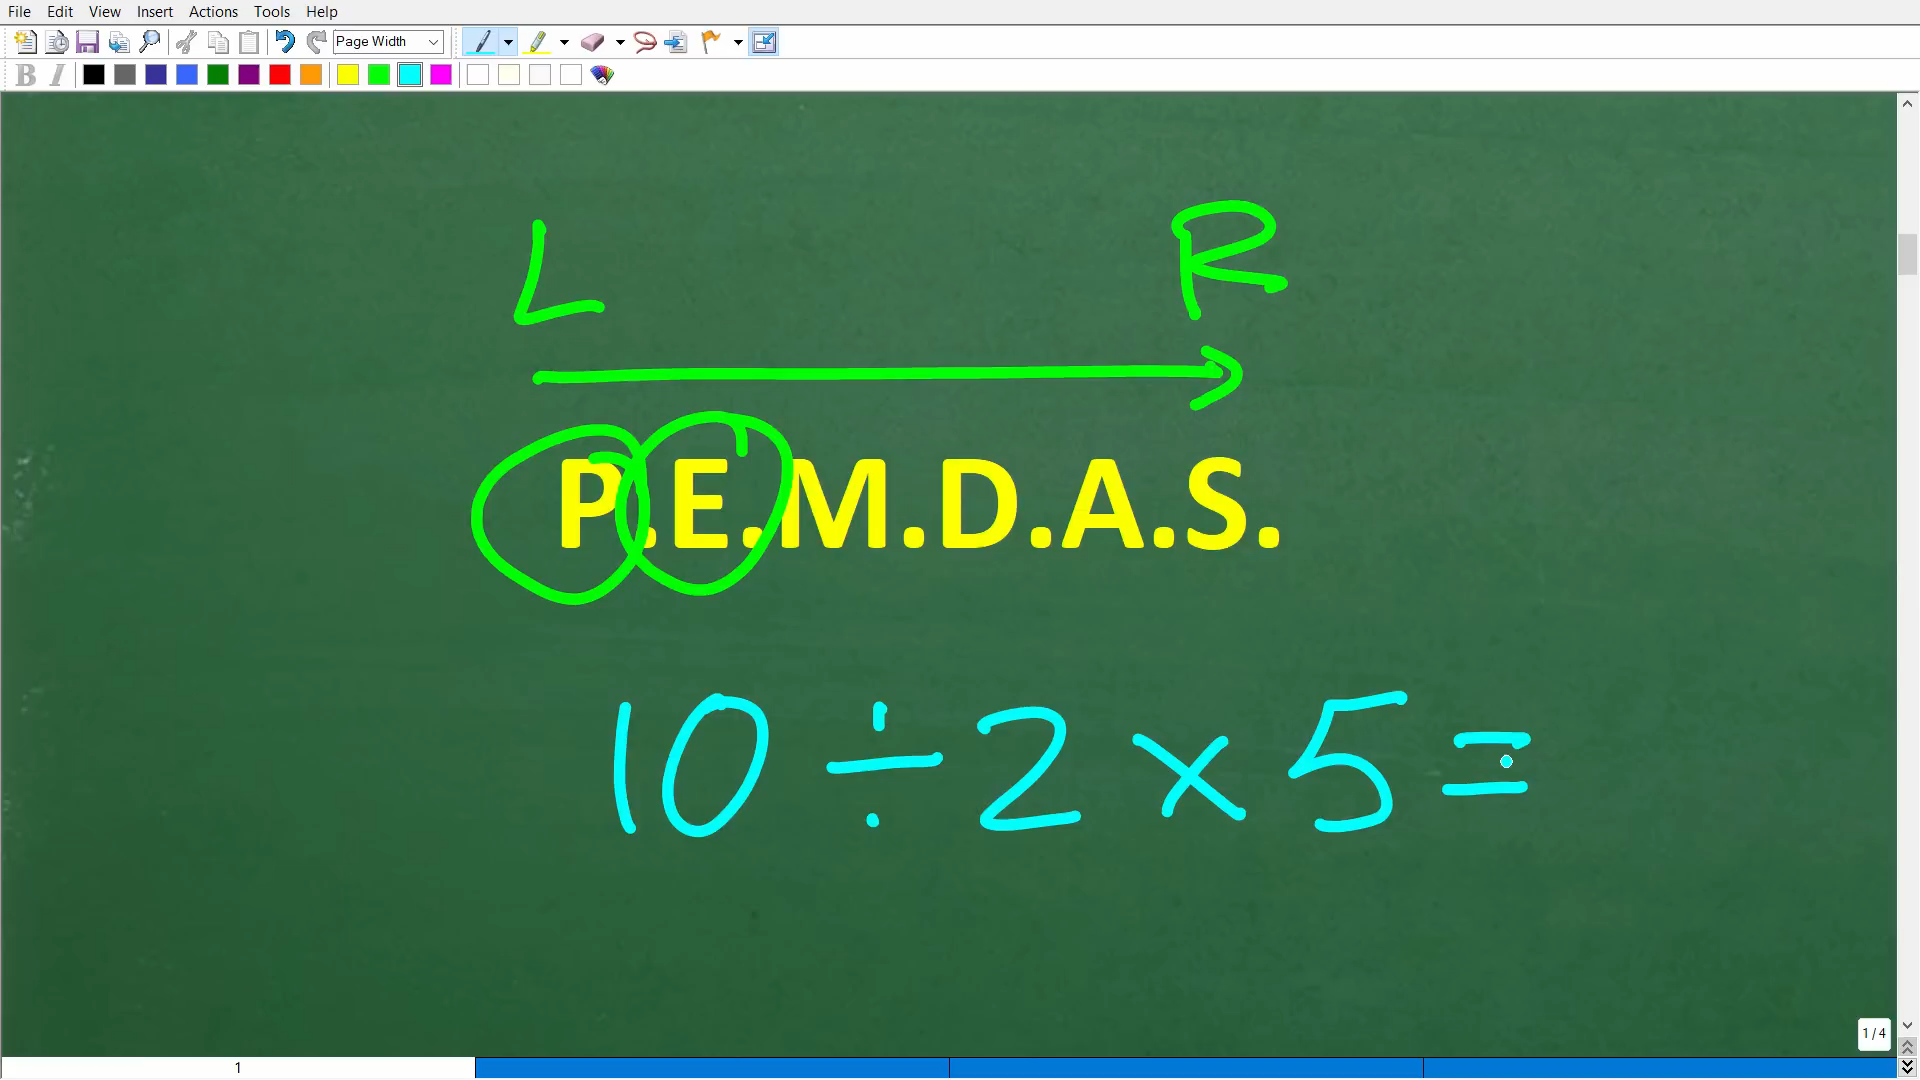 File Edit View Insert Actions Tools Help
Page Width
B I
L R
P.E.M.D.A.S.
10 ÷ 2 × 5 =
1 / 4
1